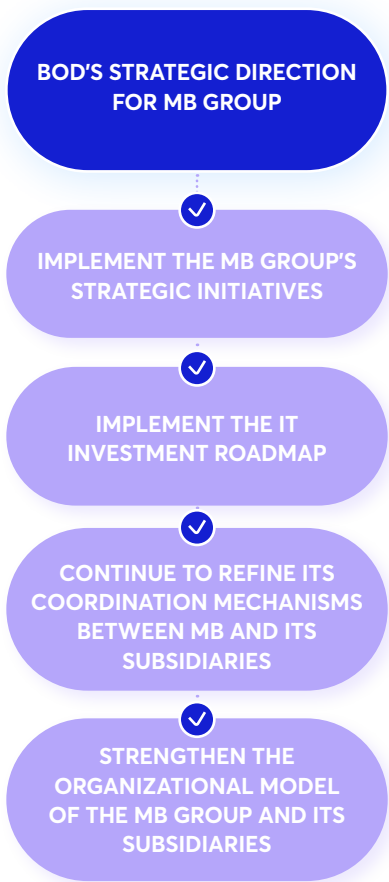 BOD'S STRATEGIC DIRECTION
FOR MB GROUP
IMPLEMENT THE MB GROUP'S
STRATEGIC INITIATIVES
IMPLEMENT THE IT
INVESTMENT ROADMAP
CONTINUE TO REFINE ITS
COORDINATION MECHANISMS
BETWEEN MB AND ITS
SUBSIDIARIES
STRENGTHEN THE
ORGANIZATIONAL MODEL
OF THE MB GROUP AND ITS
SUBSIDIARIES